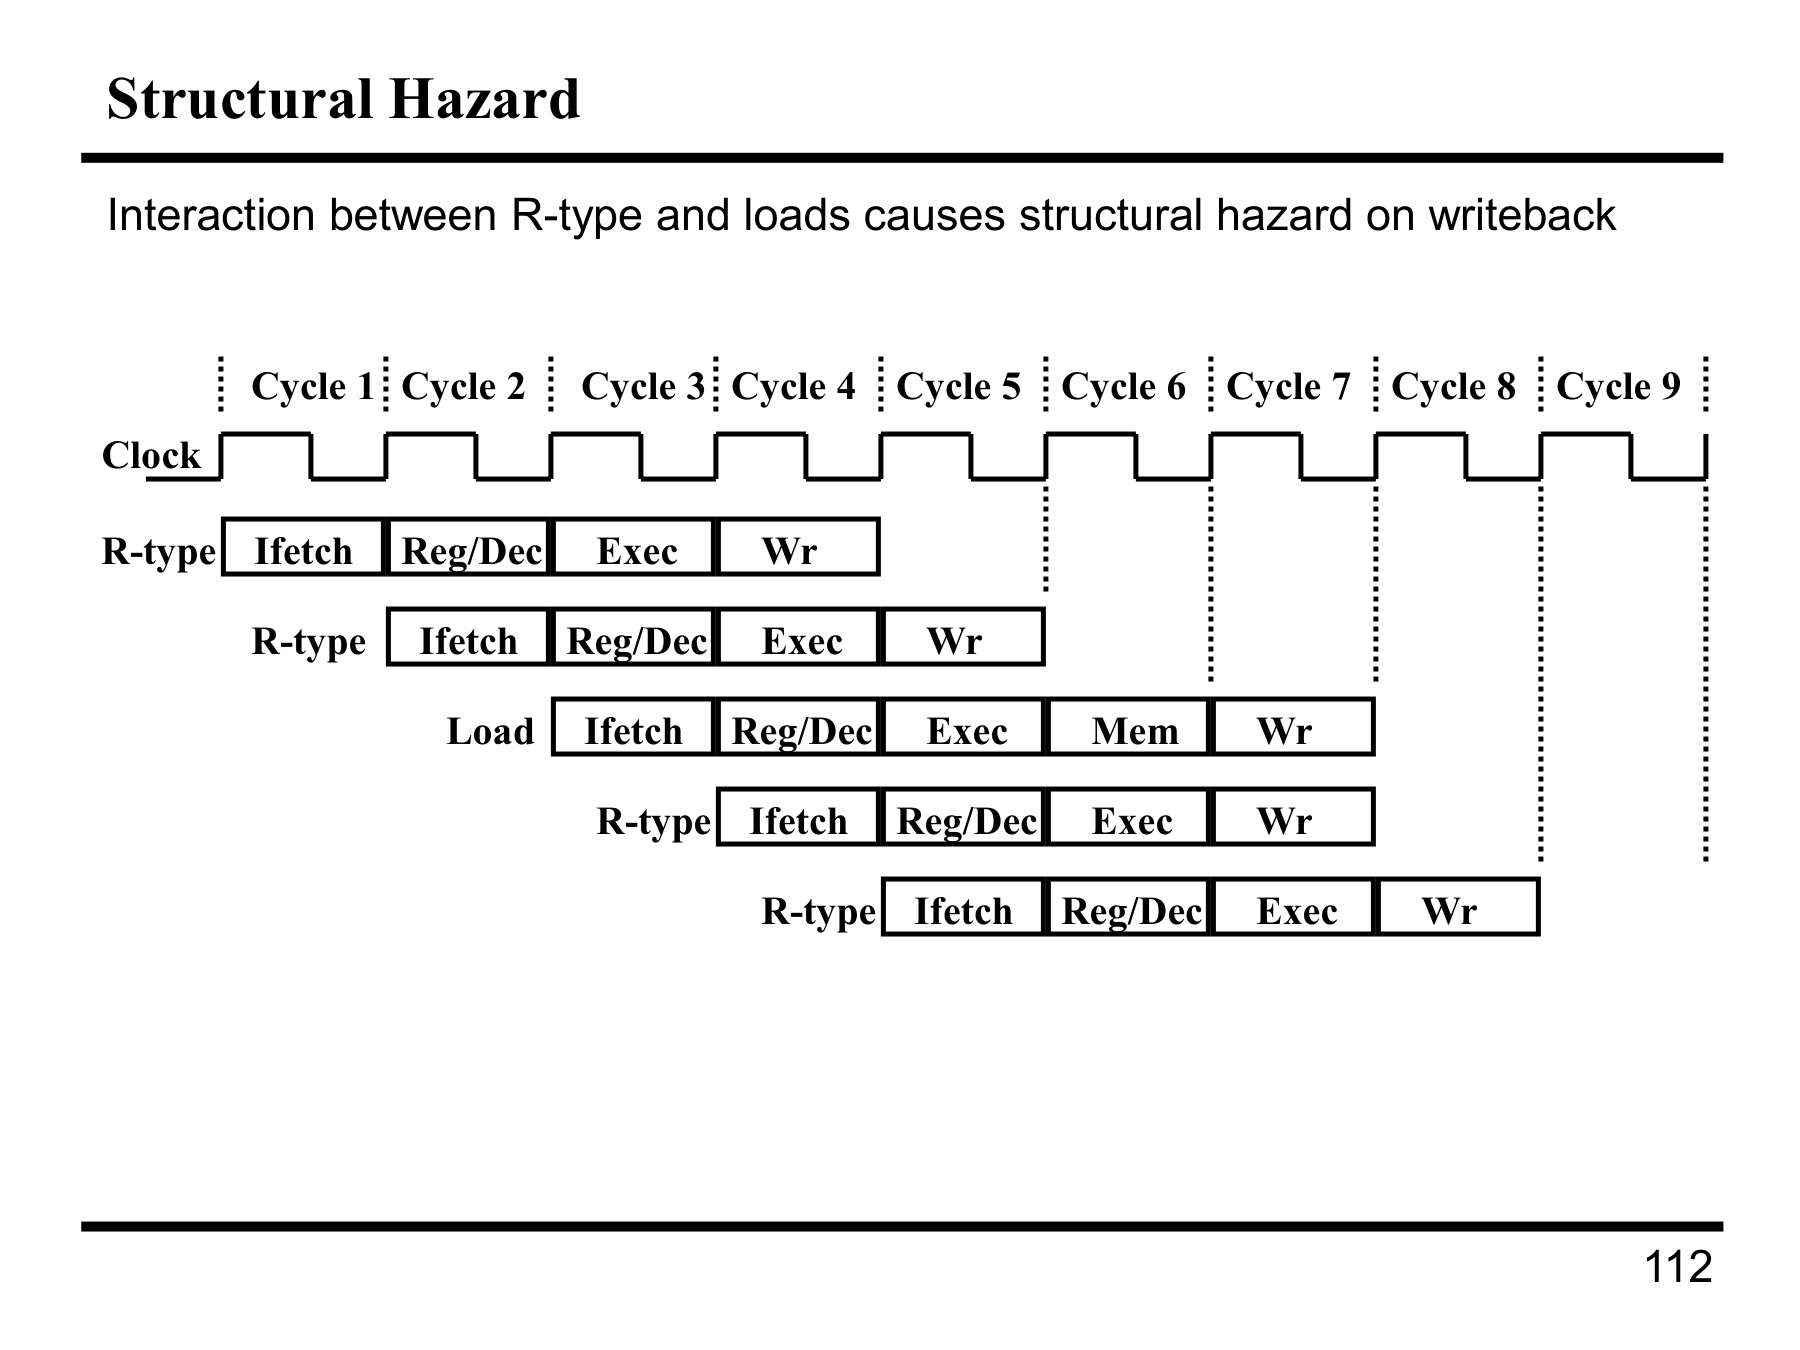 Structural Hazard
Interaction between R-type and loads causes structural hazard on writeback
Cycle 1 Cycle 2 Cycle 3 Cycle 4 Cycle 5 Cycle 6 Cycle 7 Cycle 8 Cycle 9
Clock
R-type Ifetch Reg/Dec Exec Wr
R-type Ifetch Reg/Dec Exec Wr
Load Ifetch Reg/Dec Exec Mem Wr
R-type Ifetch Reg/Dec Exec Wr
R-type Ifetch Reg/Dec Exec Wr
112